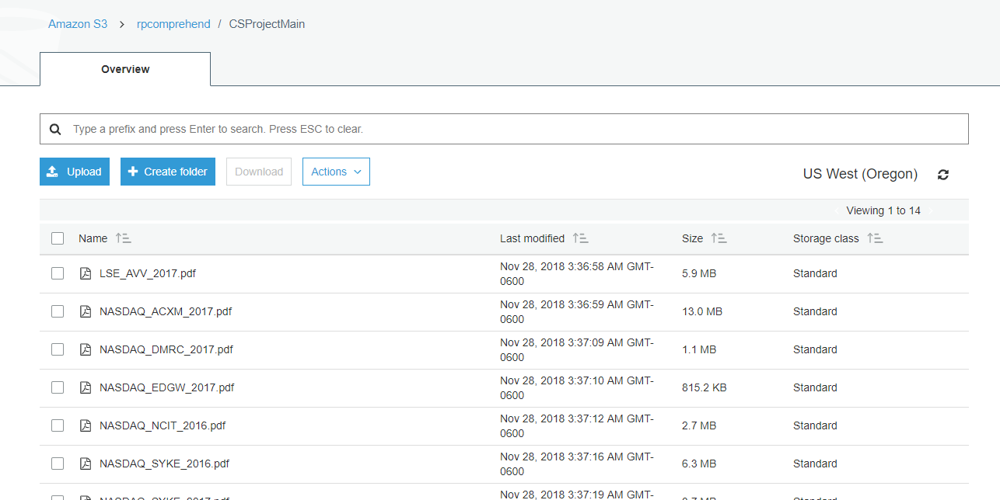 Amazon S3 > rpcomprehend / CSProjectMain
Overview
Type a prefix and press Enter to search. Press ESC to clear.
Upload + Create folder Download Actions US West (Oregon)
Viewing 1 to 14
Name Last modified Size Storage class
LSE_AVV_2017.pdf Nov 28, 2018 3:36:58 AM GMT-
0600 5.9 MB Standard
NASDAQ_ACXM_2017.pdf Nov 28, 2018 3:36:59 AM GMT-
0600 13.0 MB Standard
NASDAQ_DMRC_2017.pdf Nov 28, 2018 3:37:09 AM GMT-
0600 1.1 MB Standard
NASDAQ_EDGW_2017.pdf Nov 28, 2018 3:37:10 AM GMT-
0600 815.2 KB Standard
NASDAQ_NCIT_2016.pdf Nov 28, 2018 3:37:12 AM GMT-
0600 2.7 MB Standard
NASDAQ_SYKE_2016.pdf Nov 28, 2018 3:37:16 AM GMT-
0600 6.3 MB Standard
NASDAQ_SYKE_2017.pdf Nov 28, 2018 3:37:19 AM GMT- MB Standard